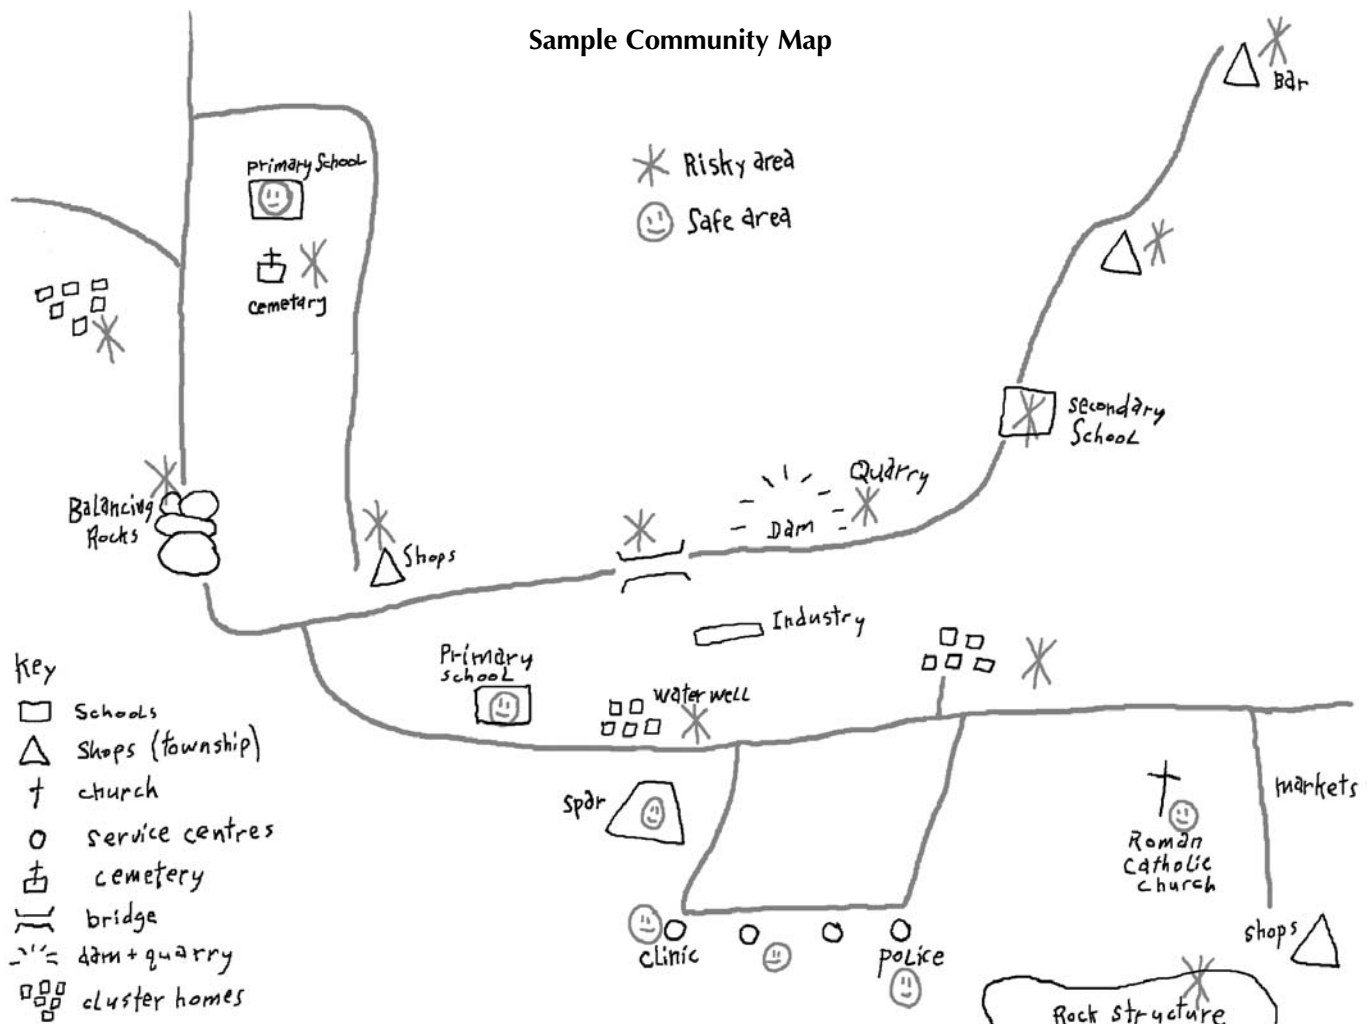 Sample Community Map
Bar
Primary School
Risky area
Safe area
cemetary
secondary
School
Quarry
Dam
Balancing
Rocks
Shops
Industry
Primary
school
water well
key
Schools
Shops (township)
church
service centres
cemetery
bridge
dam + quarry
cluster homes
Spar
markets
Roman
Catholic
church
clinic
police
shops
Rock structure